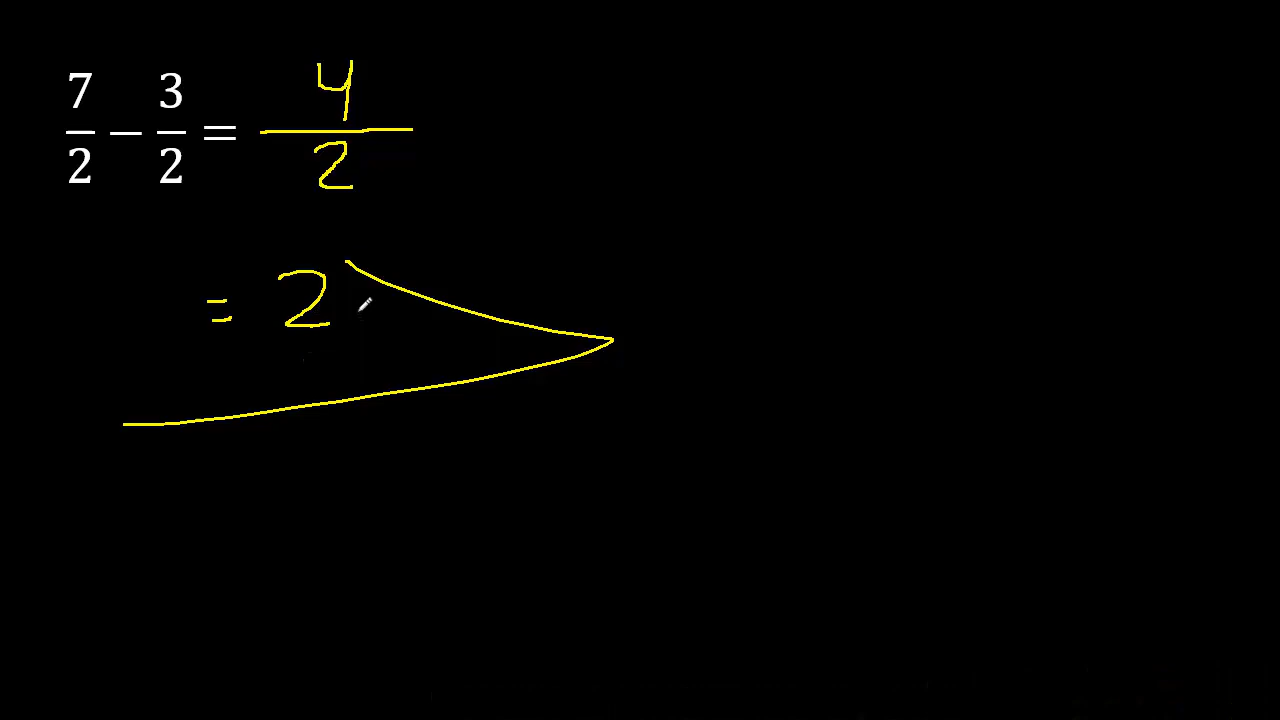 7/2 − 3/2 = 4/2
= 2